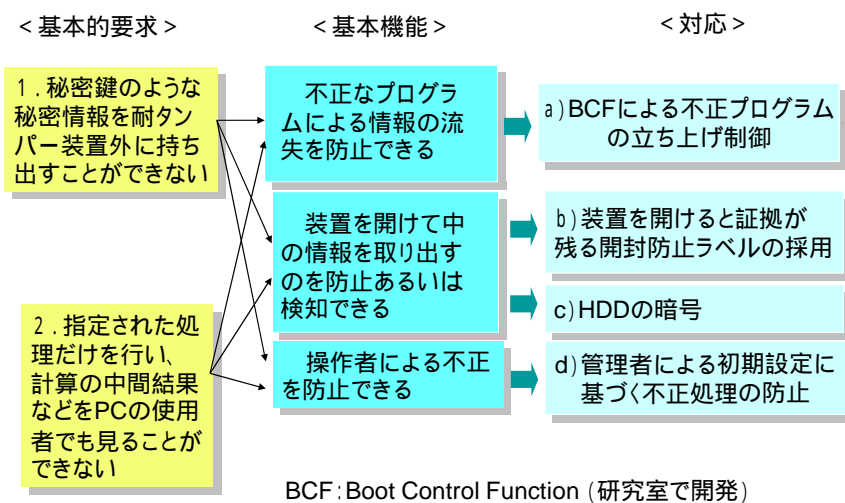 <基本的要求>
<基本機能>
<対応>
1．秘密鍵のような
秘密情報を耐タン
パー装置外に持ち
出すことができない
2．指定された処
理だけを行い、
計算の中間結果
などをPCの使用
者でも見ることが
できない
不正なプログラ
ムによる情報の流
失を防止できる
装置を開けて中
の情報を取り出す
のを防止あるいは
検知できる
操作者による不正
を防止できる
a)BCFによる不正プログラム
の立ち上げ制御
b)装置を開けると証拠が
残る開封防止ラベルの採用
c)HDDの暗号
d)管理者による初期設定に
基づく不正処理の防止
BCF:Boot Control Function (研究室で開発)